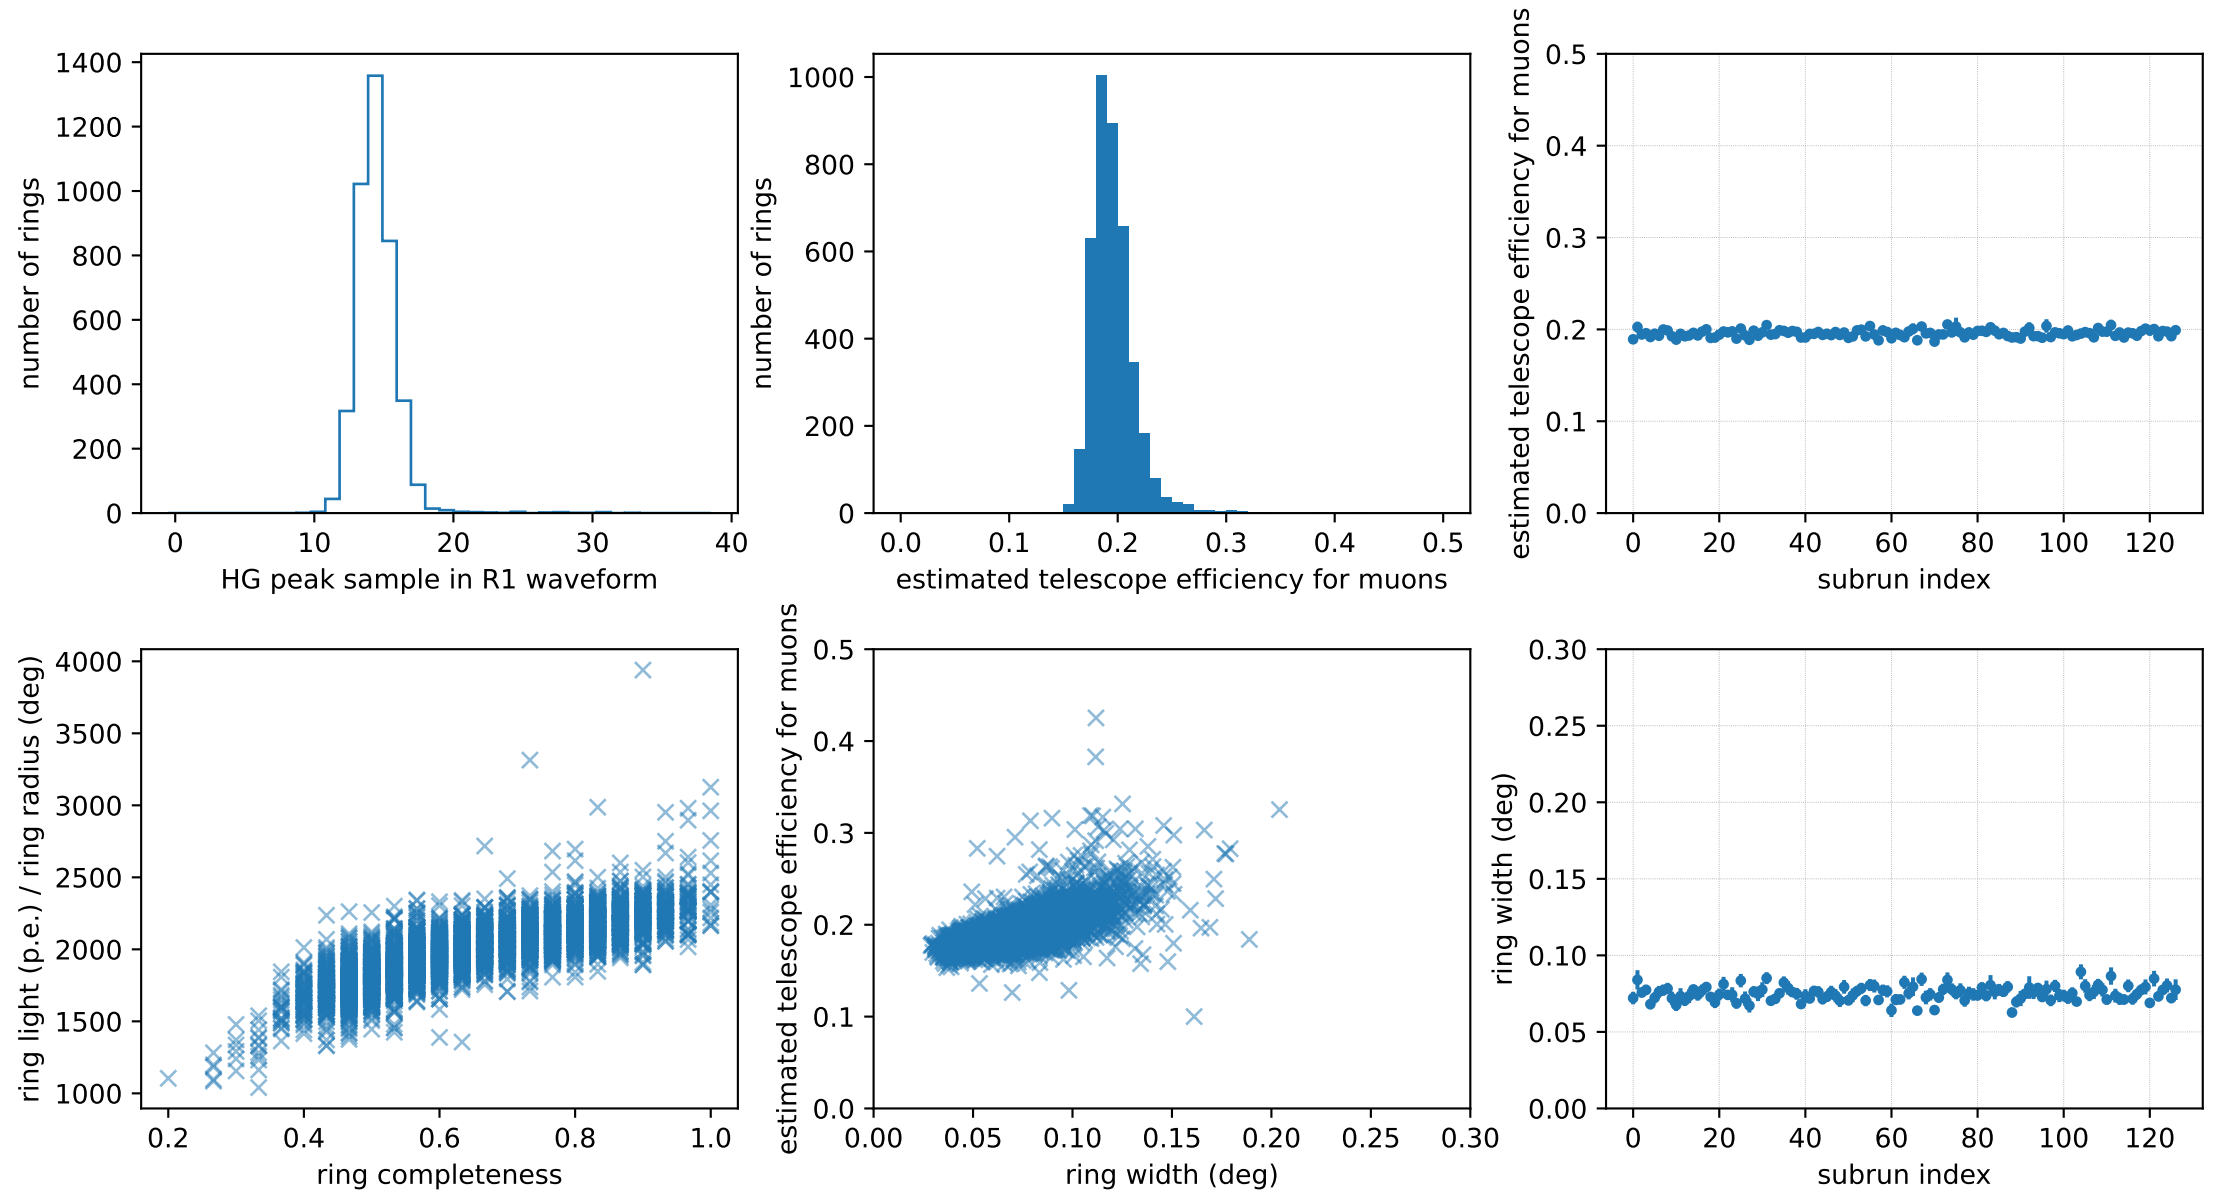 1400
1200
1000
800
600
400
200
0
number of rings
0 10 20 30 40
HG peak sample in R1 waveform
1000
800
600
400
200
0
number of rings
0.0 0.1 0.2 0.3 0.4 0.5
estimated telescope efficiency for muons
0.5
0.4
0.3
0.2
0.1
0.0
estimated telescope efficiency for muons
0 20 40 60 80 100 120
subrun index
4000
3500
3000
2500
2000
1500
1000
ring light (p.e.) / ring radius (deg)
0.2 0.4 0.6 0.8 1.0
ring completeness
0.5
0.4
0.3
0.2
0.1
0.0
estimated telescope efficiency for muons
0.00 0.05 0.10 0.15 0.20 0.25 0.30
ring width (deg)
0.30
0.25
0.20
0.15
0.10
0.05
0.00
ring width (deg)
0 20 40 60 80 100 120
subrun index